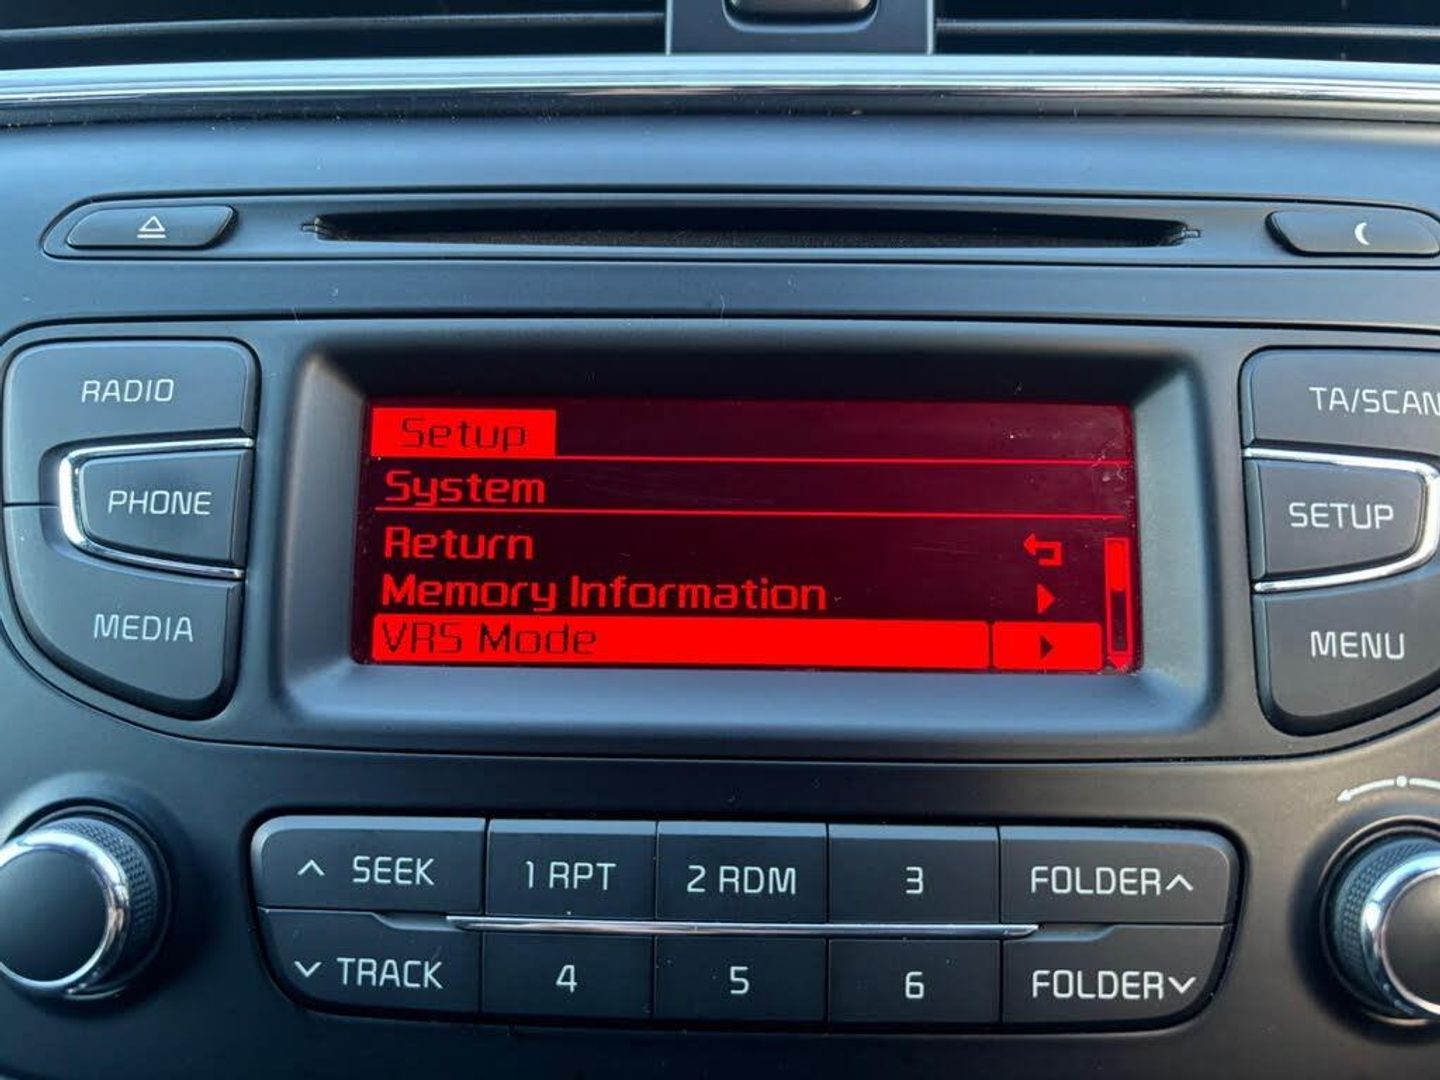 RADIO
TA/SCAN
Setup
System
PHONE
SETUP
Return
Memory Information
MEDIA
VRS Mode
MENU
SEEK
1 RPT
2 RDM
3
FOLDER
TRACK
4
5
6
FOLDER